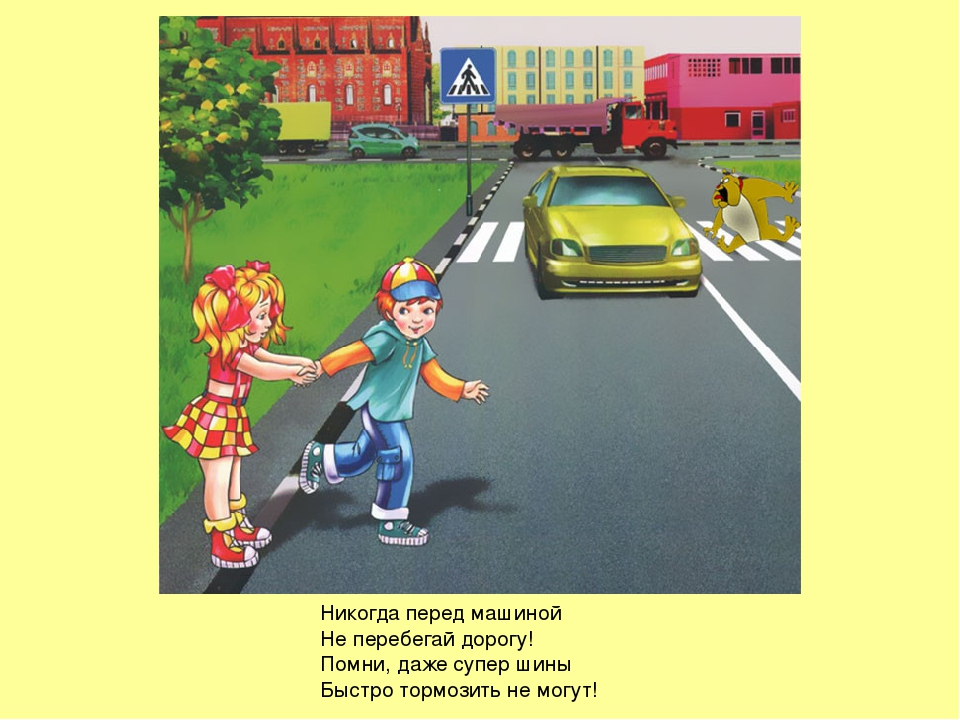 Никогда перед машиной
Не перебегай дорогу!
Помни, даже супер шины
Быстро тормозить не могут!